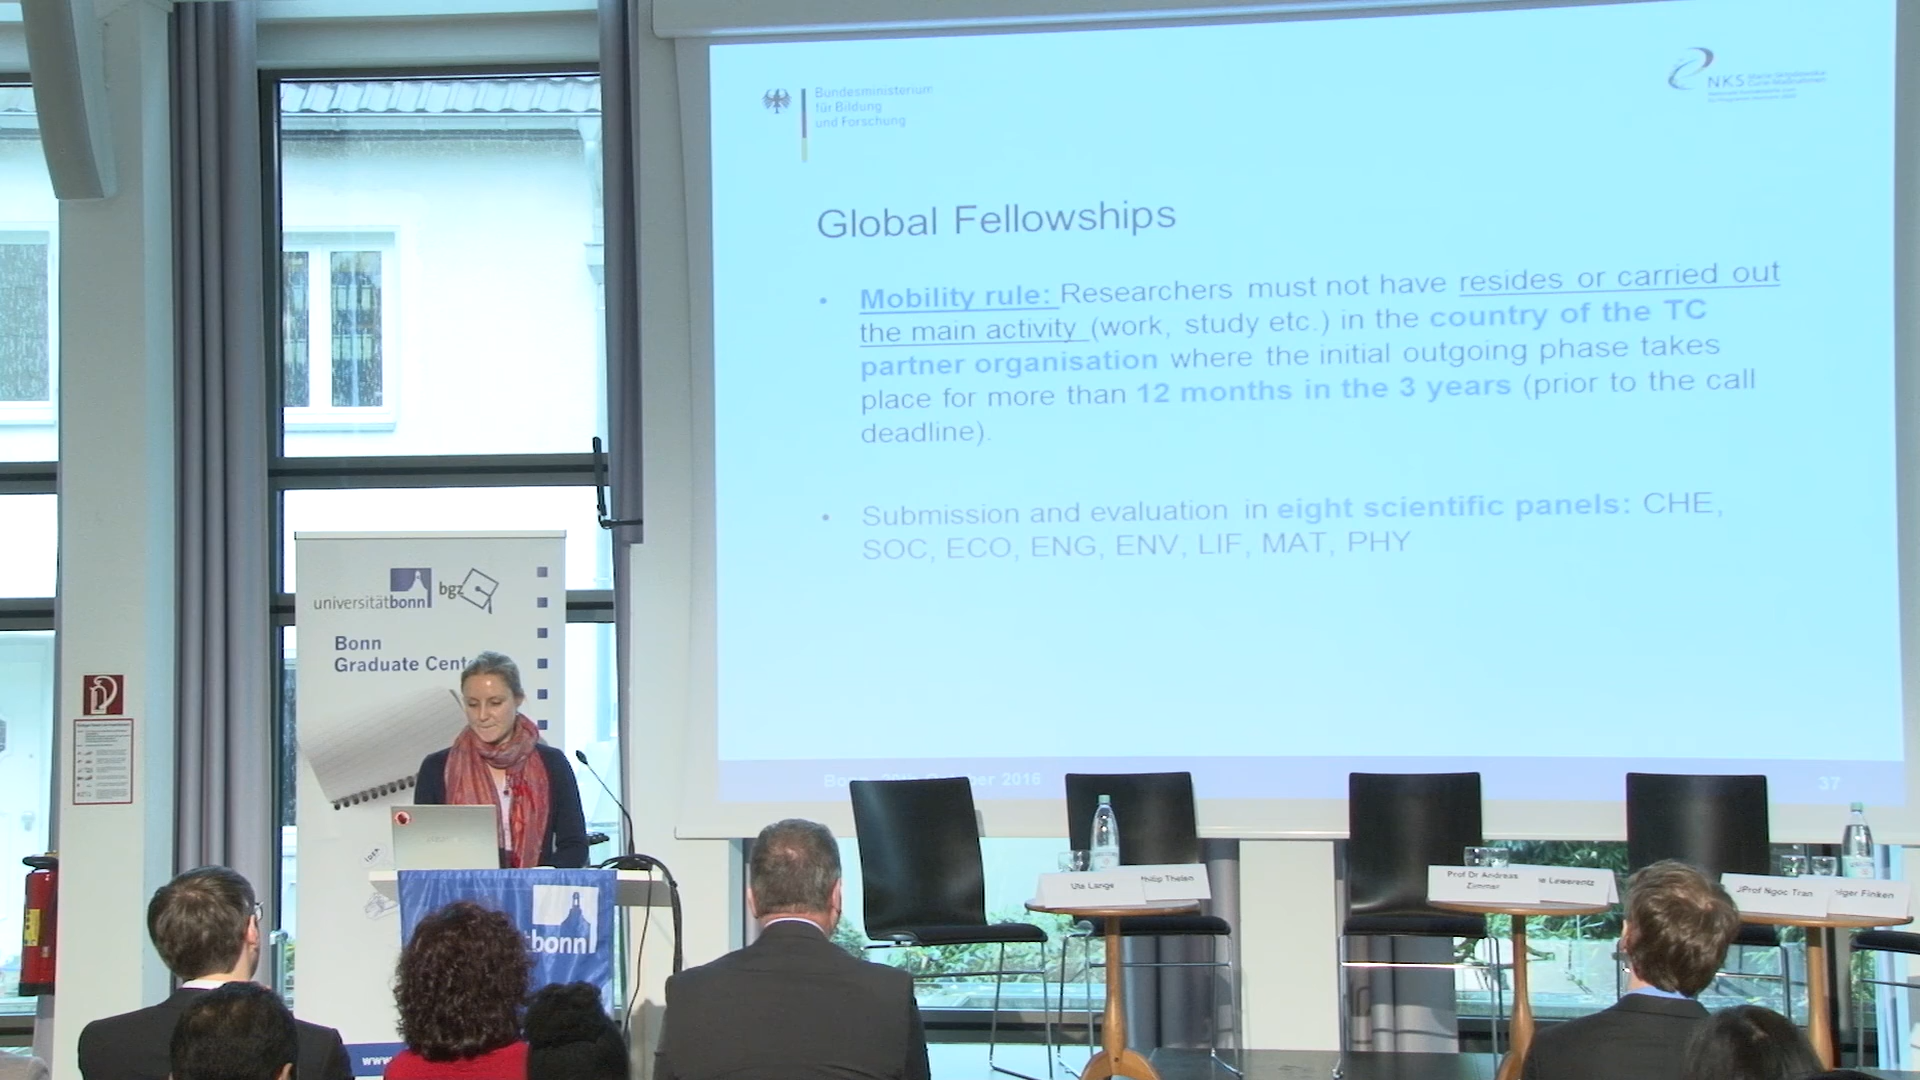 Bundesministerium
für Bildung
und Forschung
NKS
Global Fellowships
• Mobility rule: Researchers must not have resides or carried out
the main activity (work, study etc.) in the country of the TC
partner organisation where the initial outgoing phase takes
place for more than 12 months in the 3 years (prior to the call
deadline).
• Submission and evaluation in eight scientific panels: CHE,
SOC, ECO, ENG, ENV, LIF, MAT, PHY
2016
37
universitätbonn bgz
Bonn
Graduate Cent
bonn
www.
Uta Lange
Philip Thelen
Prof Dr Andreas
Zimmer
Lewerentz
JProf Ngoc Tran
Finken